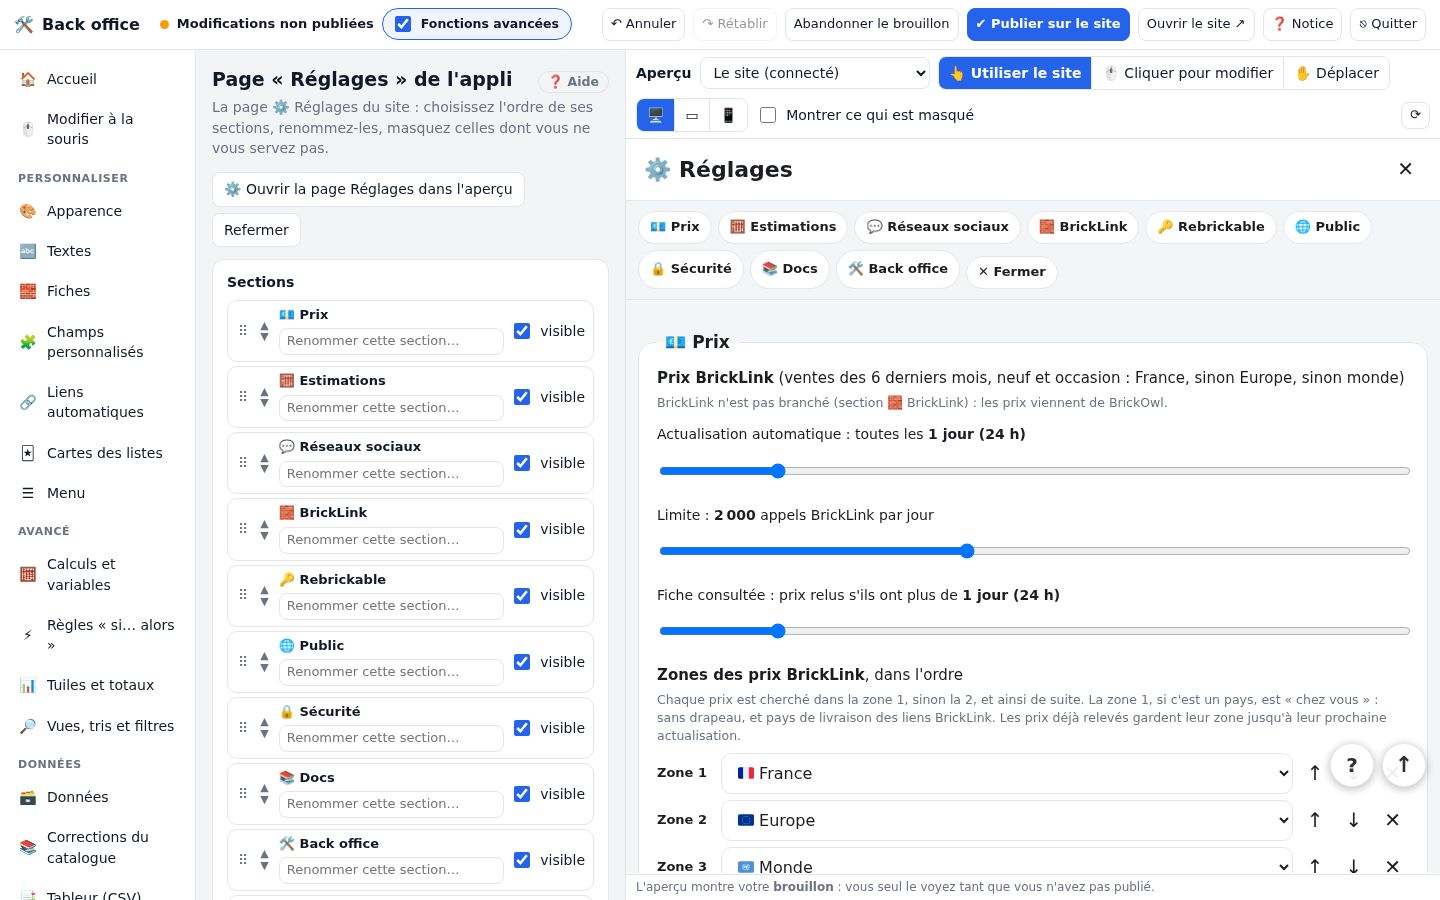 🛠️ Back office
Modifications non publiées
Fonctions avancées
↶ Annuler
↷ Rétablir
Abandonner le brouillon
✔ Publier sur le site
Ouvrir le site ↗
❓ Notice
⎋ Quitter
Accueil
Modifier à la
souris
PERSONNALISER
Apparence
Textes
Fiches
Champs
personnalisés
Liens
automatiques
Cartes des listes
Menu
AVANCÉ
Calculs et
variables
Règles « si… alors
»
Tuiles et totaux
Vues, tris et filtres
DONNÉES
Données
Corrections du
catalogue
Tableur (CSV)
Page « Réglages » de l'appli
❓ Aide
La page ⚙️ Réglages du site : choisissez l'ordre de ses
sections, renommez-les, masquez celles dont vous ne
vous servez pas.
⚙️ Ouvrir la page Réglages dans l'aperçu
Refermer
Sections
Prix
Renommer cette section…
visible
Estimations
Renommer cette section…
visible
Réseaux sociaux
Renommer cette section…
visible
BrickLink
Renommer cette section…
visible
Rebrickable
Renommer cette section…
visible
Public
Renommer cette section…
visible
Sécurité
Renommer cette section…
visible
Docs
Renommer cette section…
visible
Back office
Renommer cette section…
visible
Aperçu
Le site (connecté)
👆 Utiliser le site
🖱️ Cliquer pour modifier
✋ Déplacer
Montrer ce qui est masqué
⟳
⚙️ Réglages
✕
Prix
Estimations
Réseaux sociaux
BrickLink
Rebrickable
Public
Sécurité
Docs
Back office
✕ Fermer
Prix
Prix BrickLink (ventes des 6 derniers mois, neuf et occasion : France, sinon Europe, sinon monde)
BrickLink n'est pas branché (section 🧱 BrickLink) : les prix viennent de BrickOwl.
Actualisation automatique : toutes les 1 jour (24 h)
Limite : 2 000 appels BrickLink par jour
Fiche consultée : prix relus s'ils ont plus de 1 jour (24 h)
Zones des prix BrickLink, dans l'ordre
Chaque prix est cherché dans la zone 1, sinon la 2, et ainsi de suite. La zone 1, si c'est un pays, est « chez vous » :
sans drapeau, et pays de livraison des liens BrickLink. Les prix déjà relevés gardent leur zone jusqu'à leur prochaine
actualisation.
Zone 1
France
↑
? ↑
Zone 2
Europe
↑ ↓ ✕
Zone 3
Monde
↑ ↓ ✕
L'aperçu montre votre brouillon : vous seul le voyez tant que vous n'avez pas publié.